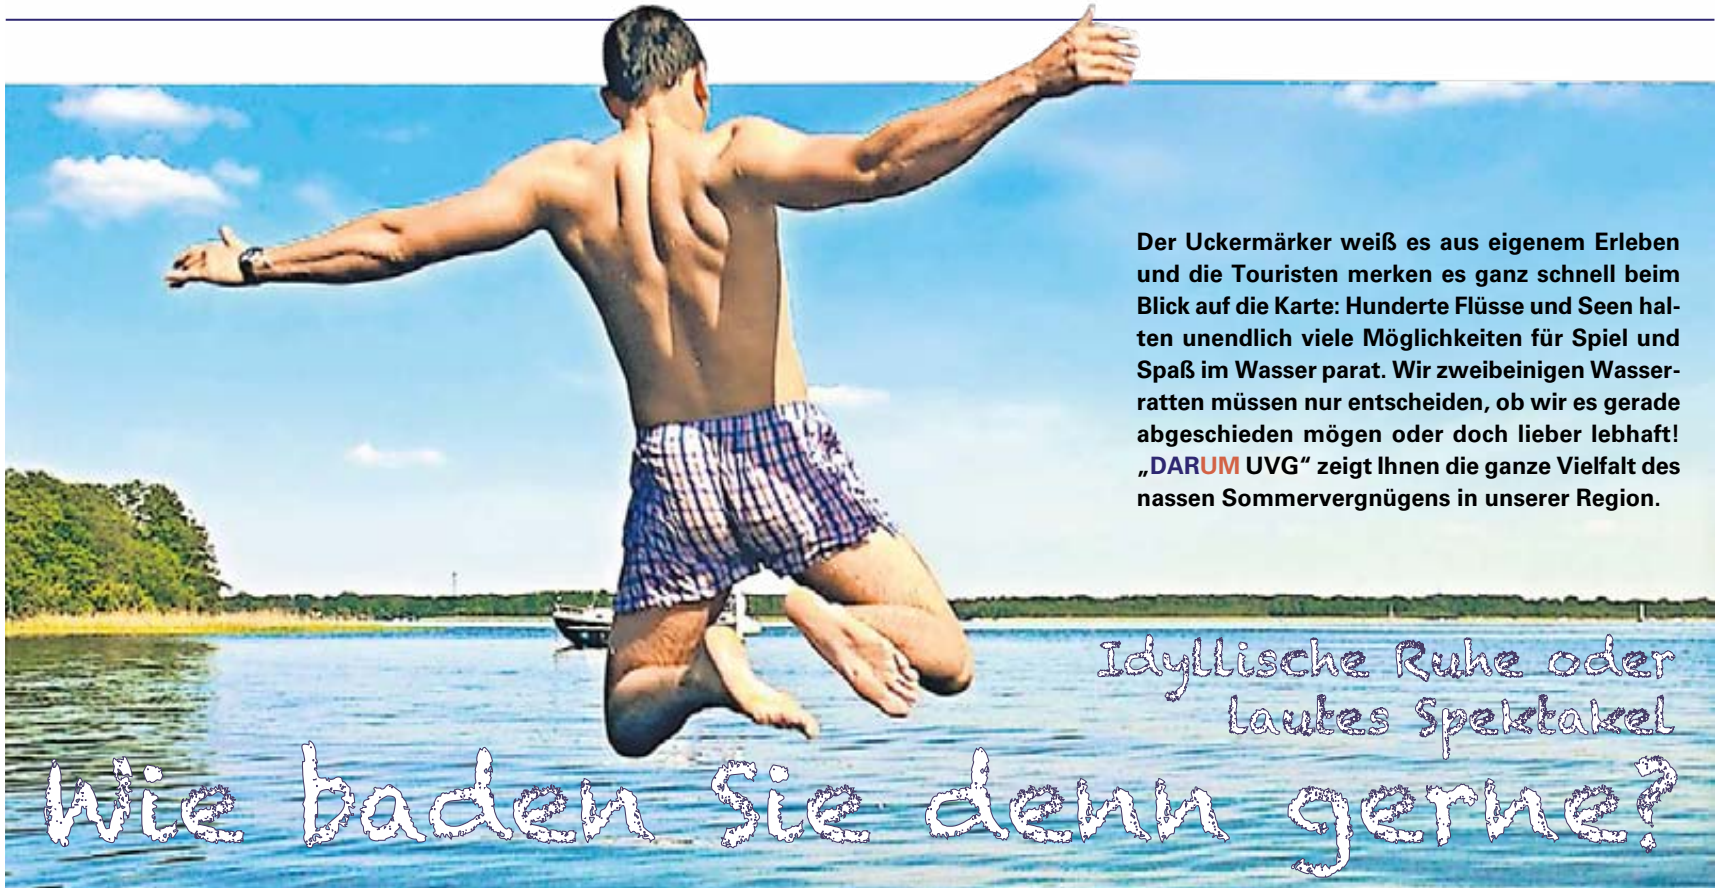 Der Uckermärker weiß es aus eigenem Erleben
und die Touristen merken es ganz schnell beim
Blick auf die Karte: Hunderte Flüsse und Seen hal-
ten unendlich viele Möglichkeiten für Spiel und
Spaß im Wasser parat. Wir zweibeinigen Wasser-
ratten müssen nur entscheiden, ob wir es gerade
abgeschieden mögen oder doch lieber lebhaft!
„DARUM UVG“ zeigt Ihnen die ganze Vielfalt des
nassen Sommervergnügens in unserer Region.
Idyllische Ruhe oder
lautes Spektakel
Wie baden Sie denn gerne?